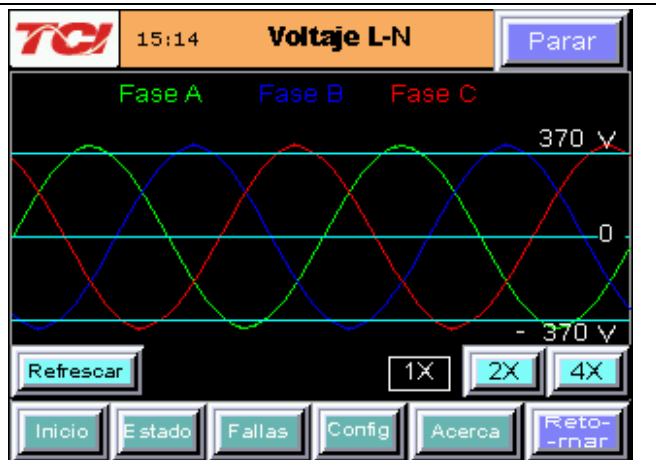 TCI 15:14 Voltaje L-N Parar
Fase A Fase B Fase C
370 V
0
- 370 V
Refrescar 1X 2X 4X
Inicio Estado Fallas Config Acerca Reto-
-rnar